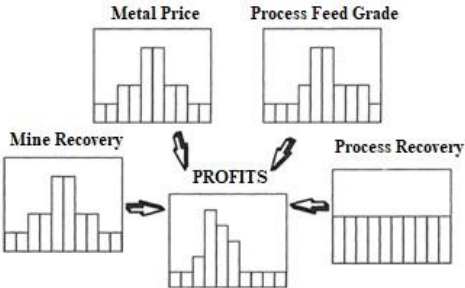 Metal Price
Process Feed Grade
Mine Recovery
Process Recovery
PROFITS